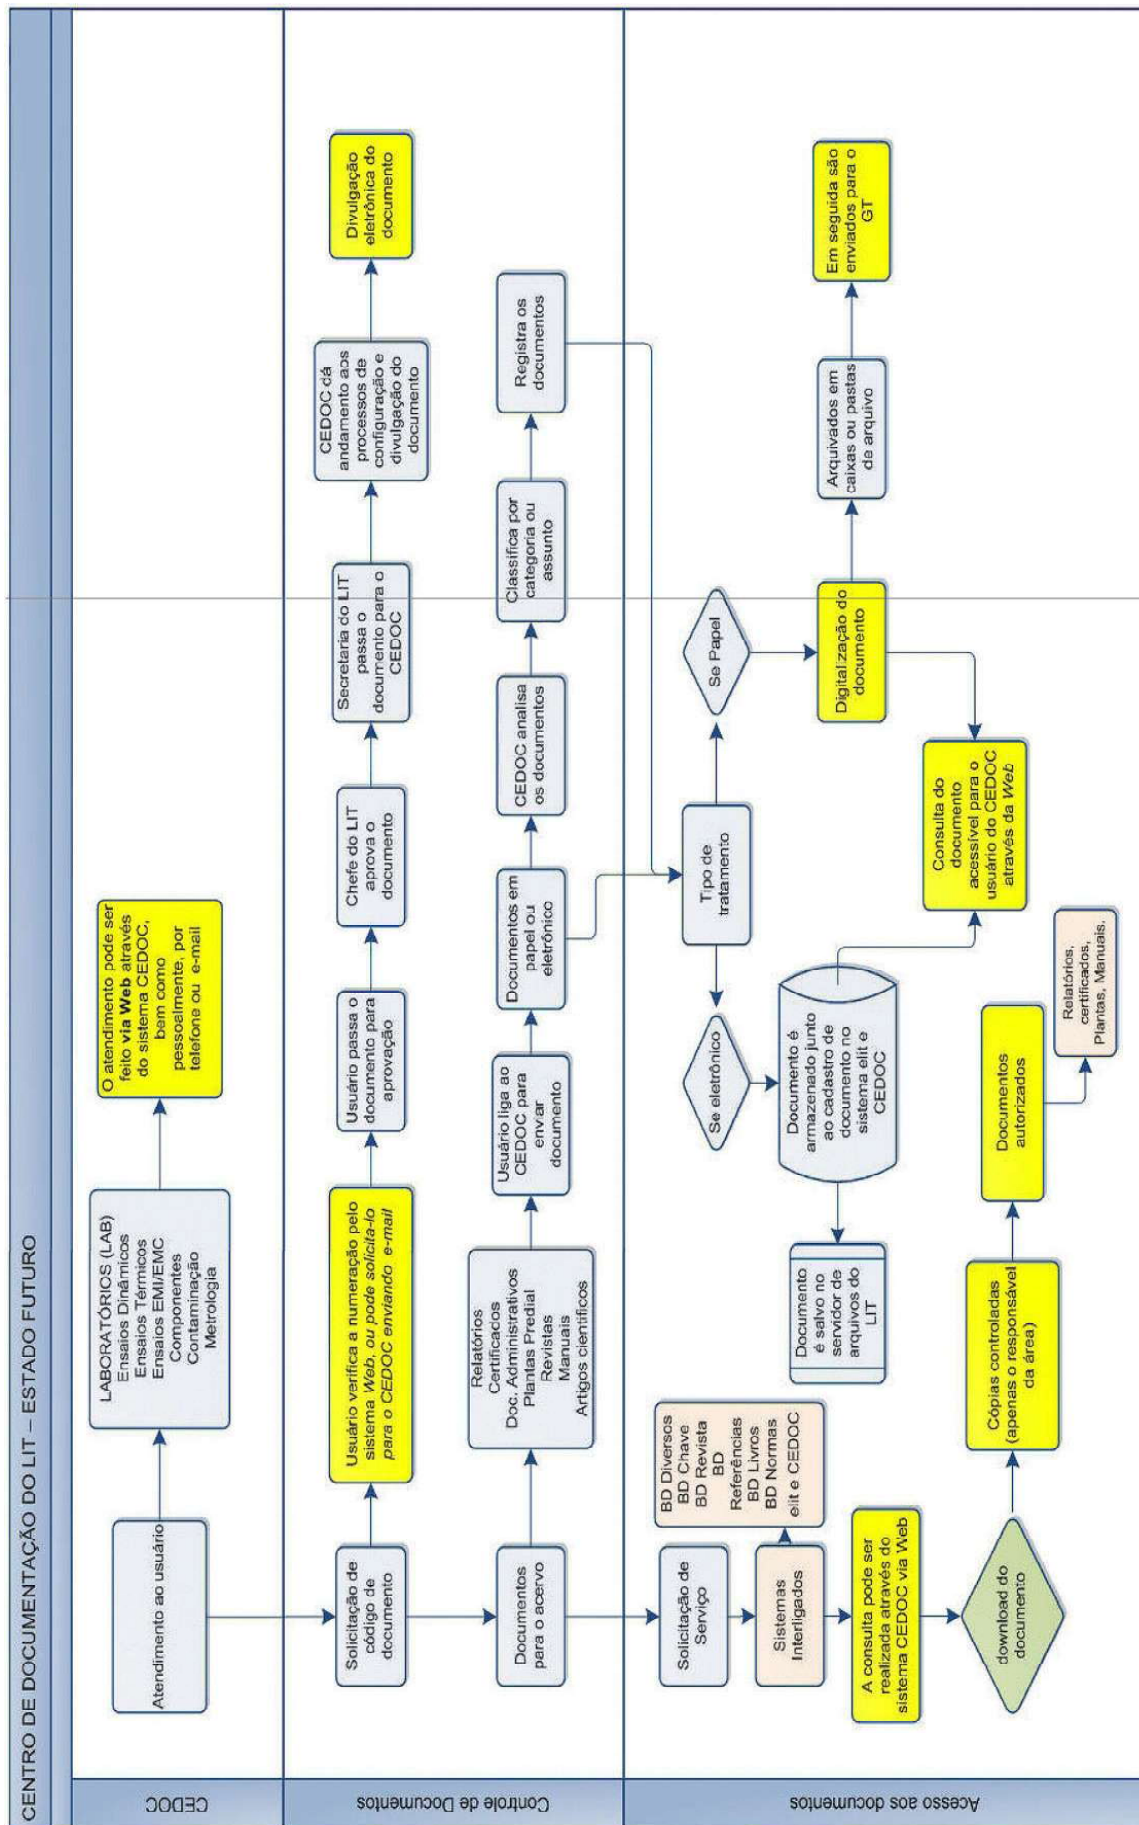 CENTRO DE DOCUMENTAÇÃO DO LIT – ESTADO FUTURO
CEDOC
Atendimento ao usuário
LABORATÓRIOS (LAB)
Ensaios Dinâmicos
Ensaios Térmicos
Ensaios EMI/EMC
Componentes
Contaminação
Metrologia
O atendimento pode ser
feito via Web através
do sistema CEDOC,
bem como
pessoalmente, por
telefone ou e-mail
Controle de Documentos
Solicitação de
código de
documento
Usuário verifica a numeração pelo
sistema Web, ou pode solicita-lo
para o CEDOC enviando e-mail
Usuário passa o
documento para
aprovação
Chefe do LIT
aprova o
documento
Secretaria do LIT
passa o
documento para o
CEDOC
CEDOC dá
andamento aos
processos de
configuração e
divulgação do
documento
Divulgação
eletrônica do
documento
Documentos
para o acervo
Relatórios
Certificados
Doc. Administrativos
Plantas Predial
Revistas
Manuais
Artigos científicos
Usuário liga ao
CEDOC para
enviar
documento
Documentos em
papel ou
eletrônico
CEDOC analisa
os documentos
Classifica por
categoria ou
assunto
Registra os
documentos
Acesso aos documentos
Solicitação de
Serviço
Sistemas
Interligados
BD Diversos
BD Chave
BD Revista
BD
Referências
BD Livros
BD Normas
elit e CEDOC
A consulta pode ser
realizada através do
sistema CEDOC via Web
download do
documento
Cópias controladas
(apenas o responsável
da área)
Documentos
autorizados
Relatórios,
certificados,
Plantas, Manuais.
Tipo de
tratamento
Se eletrônico
Documento é
armazenado junto
ao cadastro de
documento no
sistema elit e
CEDOC
Documento
é salvo no
servidor de
arquivos do
LIT
Se Papel
Digitalização do
documento
Consulta do
documento
acessível para o
usuário do CEDOC
através da Web
Arquivados em
caixas ou pastas
de arquivo
Em seguida são
enviados para o
GT